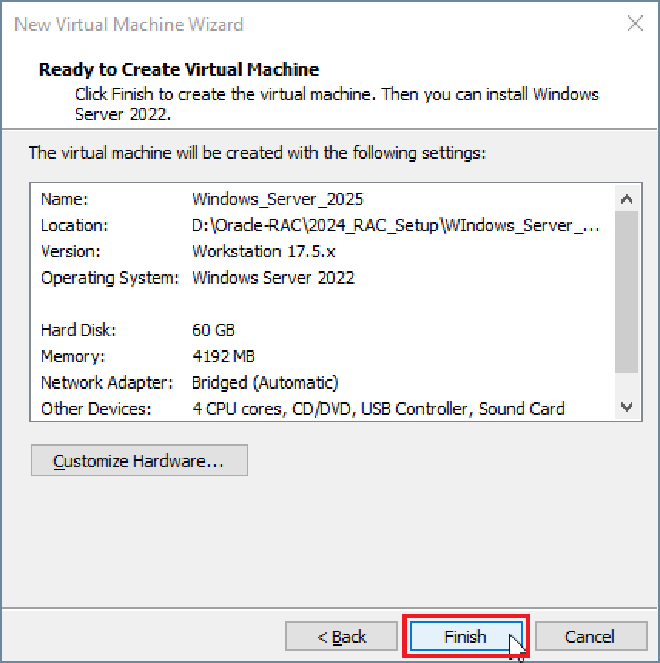 New Virtual Machine Wizard
Ready to Create Virtual Machine
Click Finish to create the virtual machine. Then you can install Windows
Server 2022.
The virtual machine will be created with the following settings:
Name: Windows_Server_2025
Location: D:\Oracle-RAC\2024_RAC_Setup\WIndows_Server_...
Version: Workstation 17.5.x
Operating System: Windows Server 2022
Hard Disk: 60 GB
Memory: 4192 MB
Network Adapter: Bridged (Automatic)
Other Devices: 4 CPU cores, CD/DVD, USB Controller, Sound Card
Customize Hardware...
< Back Finish Cancel